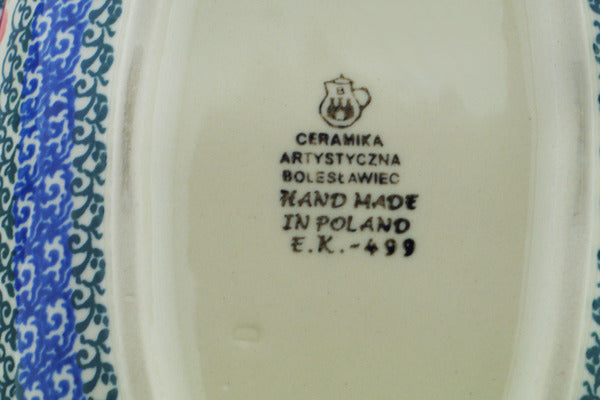 B
CERAMIKA
ARTYSTYCZNA
BOLESŁAWIEC
HAND MADE
IN POLAND
E.K.-499